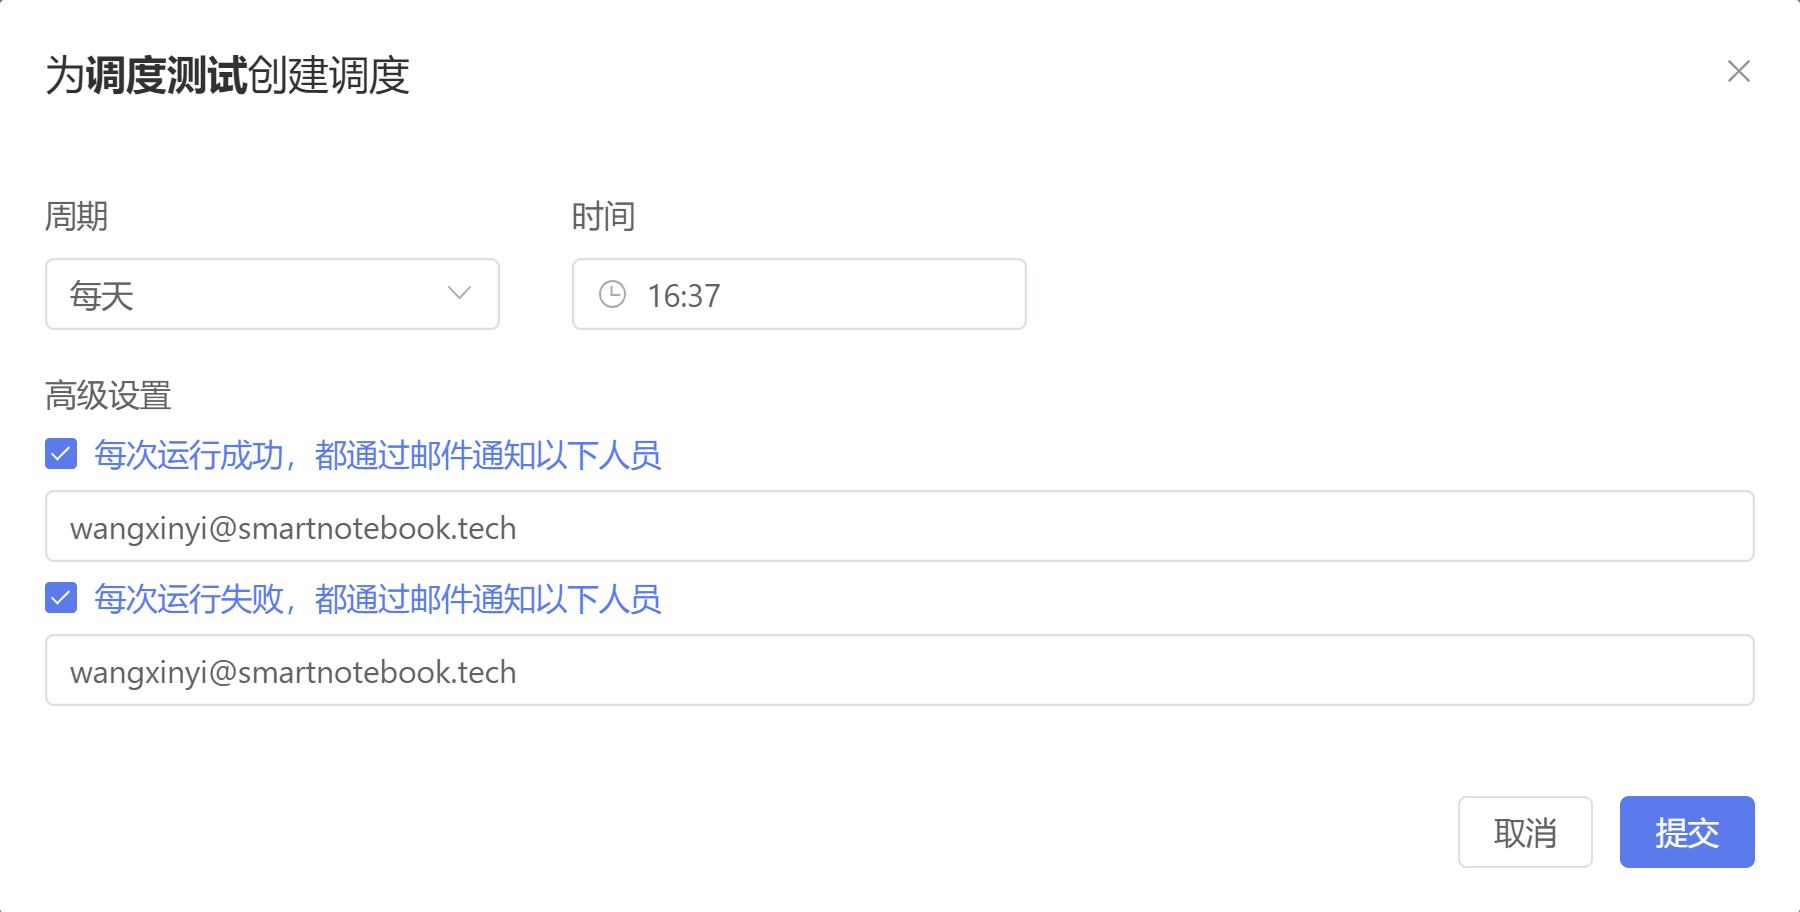 为调度测试创建调度
周期 时间
每天 16:37
高级设置
每次运行成功，都通过邮件通知以下人员
wangxinyi@smartnotebook.tech
每次运行失败，都通过邮件通知以下人员
wangxinyi@smartnotebook.tech
取消 提交